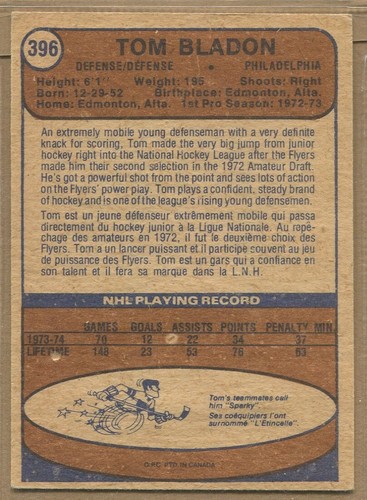 396
TOM BLADON
DEFENSE/DÉFENSE • PHILADELPHIA
Height: 6'1" Weight: 195 Shoots: Right
Born: 12-29-52 Birthplace: Edmonton, Alta.
Home: Edmonton, Alta. 1st Pro Season: 1972-73
An extremely mobile young defenseman with a very definite
knack for scoring, Tom made the very big jump from junior
hockey right into the National Hockey League after the Flyers
made him their second selection in the 1972 Amateur Draft.
He's got a powerful shot from the point and sees lots of action
on the Flyers' power play. Tom plays a confident, steady brand
of hockey and is one of the league's rising young defensemen.
Tom est un jeune défenseur extrêmement mobile qui passa
directement du hockey junior à la Ligue Nationale. Au repê-
chage des amateurs en 1972, il fut le deuxième choix des
Flyers. Tom a un lancer puissant et participe souvent au jeu
de puissance des Flyers. Tom est un gars qui a confiance en
son talent et il fera sa marque dans la L.N.H.
NHL PLAYING RECORD
GAMES GOALS ASSISTS POINTS PENALTY MIN.
1973-74 70 12 22 34 37
LIFETIME 148 23 53 76 63
Tom's teammates call
him "Sparky".
Ses coéquipiers l'ont
surnommé "L'Etincelle".
O-PC PTD IN CANADA